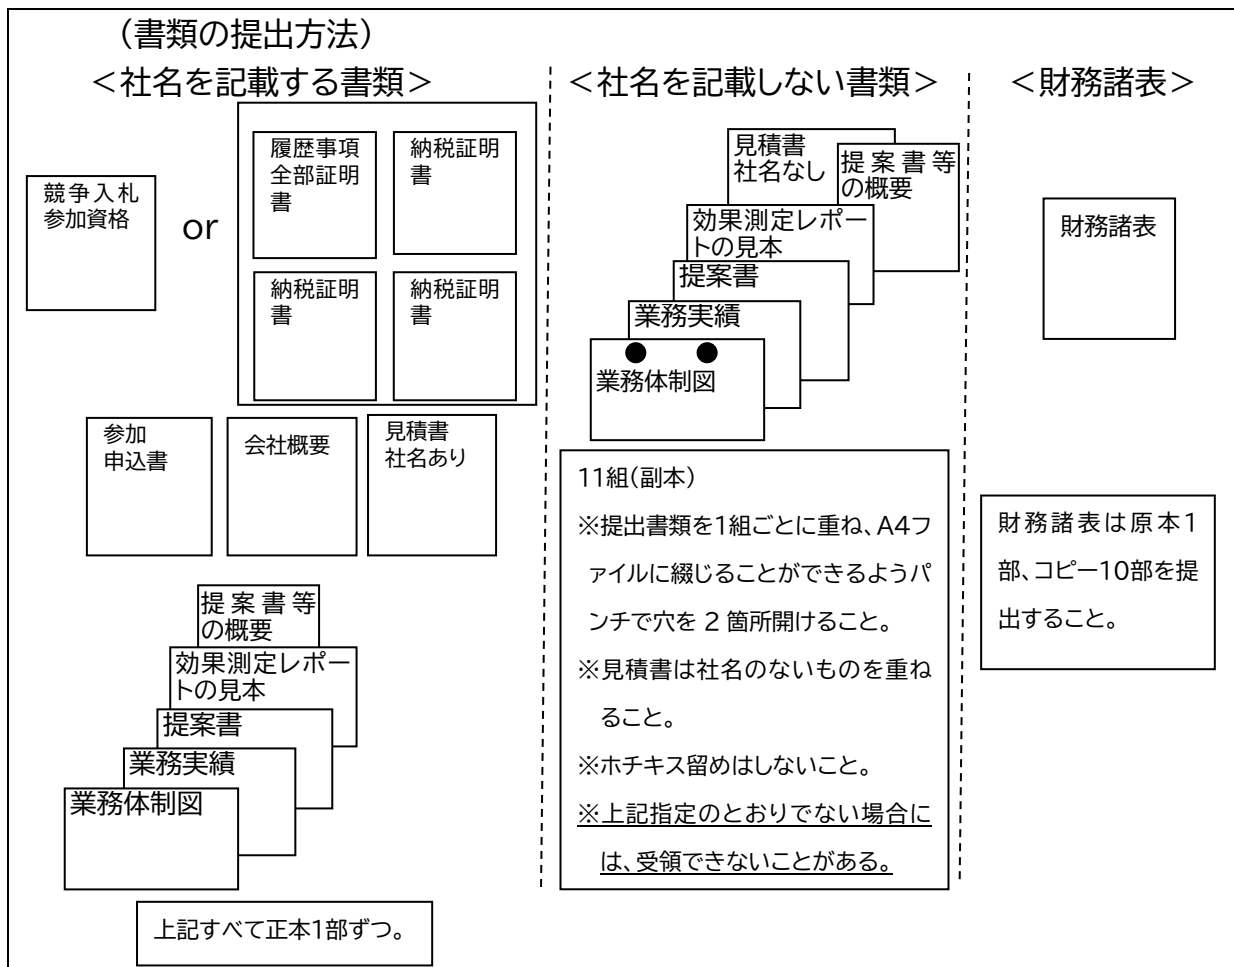 （書類の提出方法）
＜社名を記載する書類＞
競争入札
参加資格
or
履歴事項
全部証明
書
納税証明
書
納税証明
書
納税証明
書
参加
申込書
会社概要
見積書
社名あり
提案書等
の概要
効果測定レポー
トの見本
提案書
業務実績
業務体制図
上記すべて正本1部ずつ。
＜社名を記載しない書類＞
見積書
社名なし
提案書等
の概要
効果測定レポ
ートの見本
提案書
業務実績
業務体制図
11組(副本)
※提出書類を1組ごとに重ね、A4フ
ァイルに綴じることができるようパ
ンチで穴を 2 箇所開けること。
※見積書は社名のないものを重ね
ること。
※ホチキス留めはしないこと。
※上記指定のとおりでない場合に
は、受領できないことがある。
＜財務諸表＞
財務諸表
財務諸表は原本1
部、コピー10部を提
出すること。